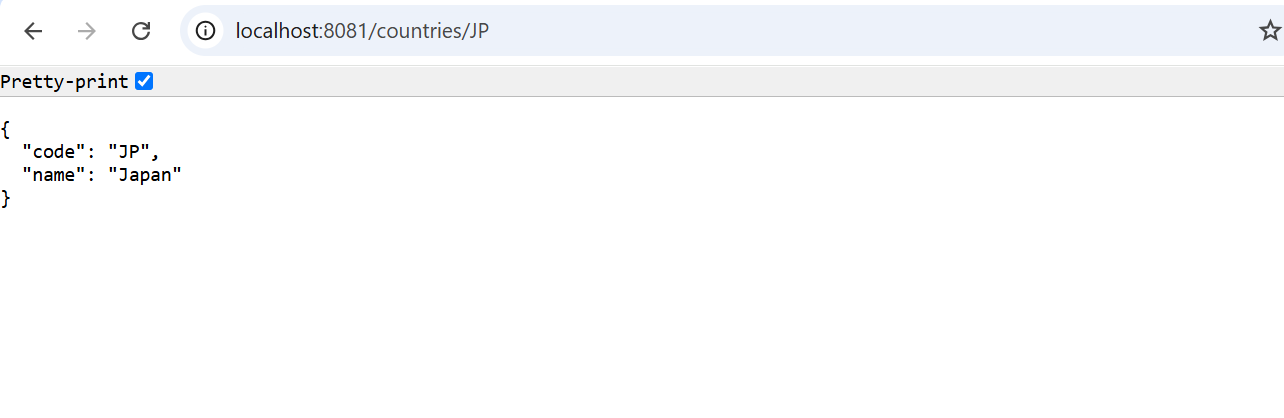 localhost:8081/countries/JP
Pretty-print
{
  "code": "JP",
  "name": "Japan"
}